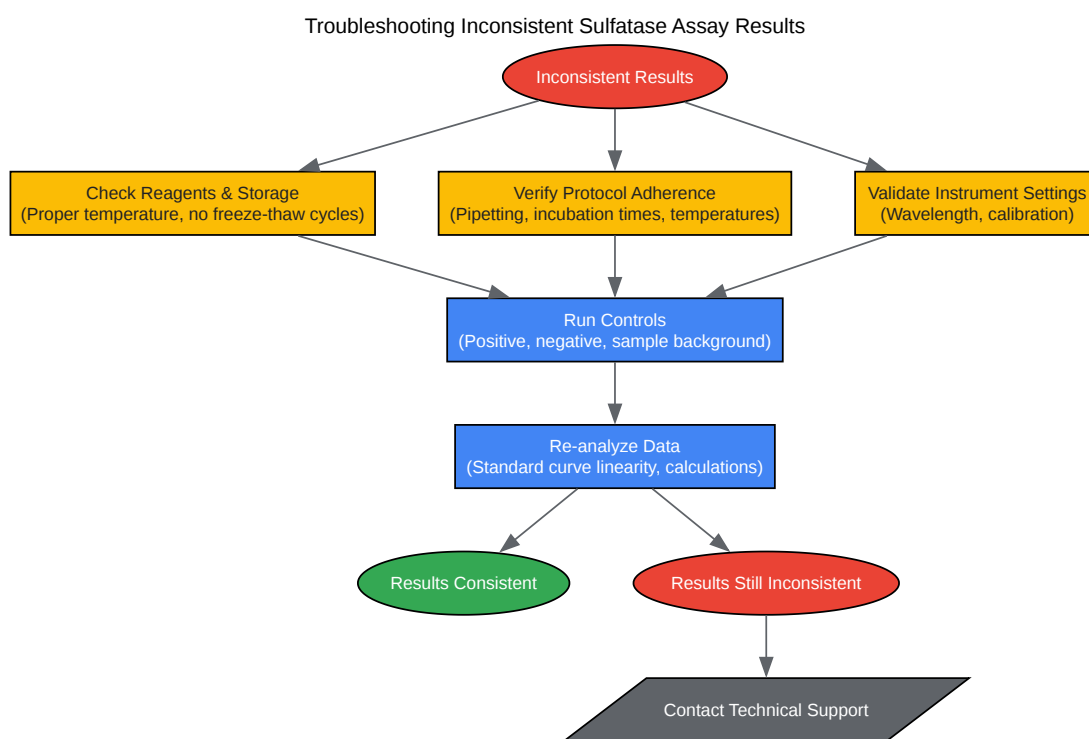 Troubleshooting Inconsistent Sulfatase Assay Results
Inconsistent Results
Check Reagents & Storage
(Proper temperature, no freeze-thaw cycles)
Verify Protocol Adherence
(Pipetting, incubation times, temperatures)
Validate Instrument Settings
(Wavelength, calibration)
Run Controls
(Positive, negative, sample background)
Re-analyze Data
(Standard curve linearity, calculations)
Results Consistent
Results Still Inconsistent
Contact Technical Support